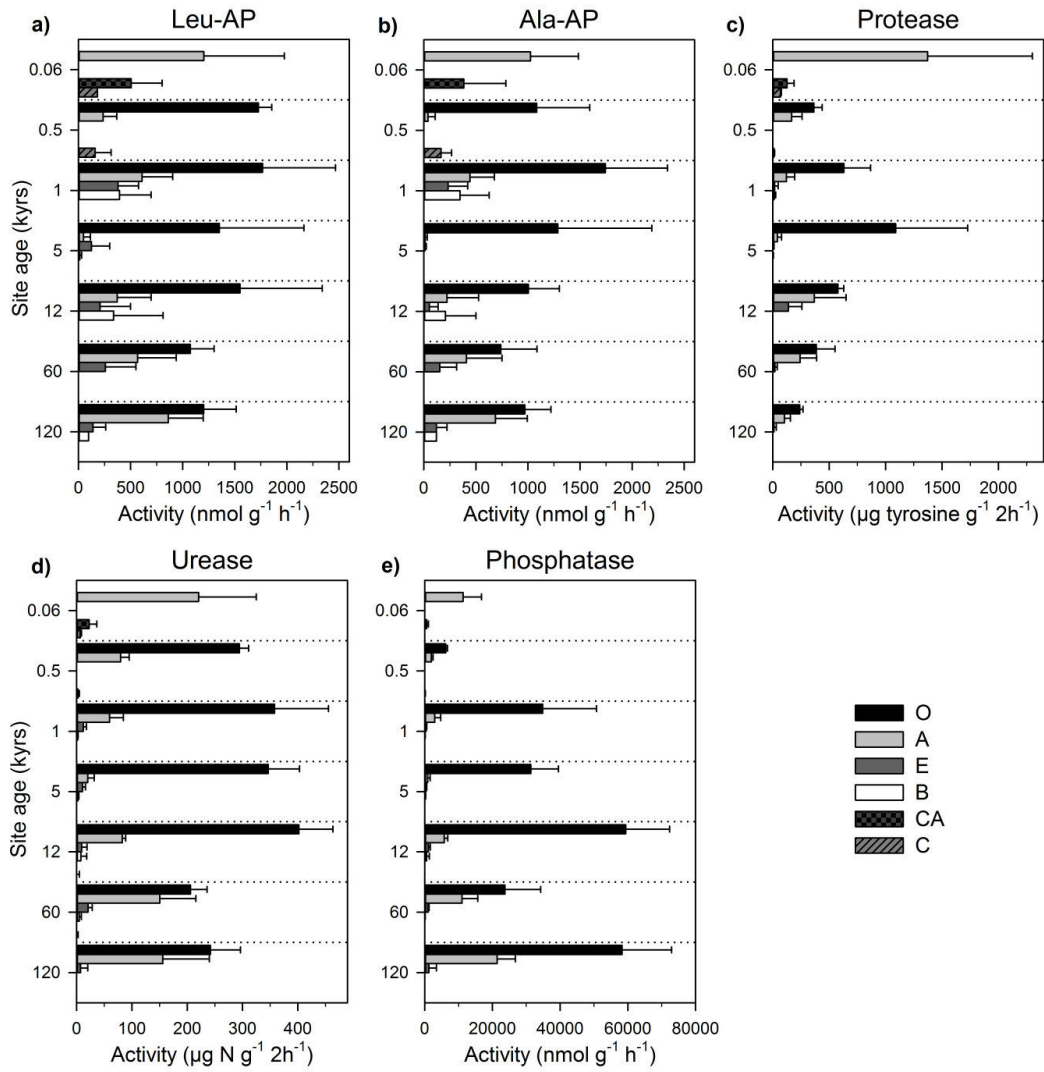 a) Leu-AP
b) Ala-AP
c) Protease
Site age (kyrs)
0.06
0.5
1
5
12
60
120
0 500 1000 1500 2000 2500
Activity (nmol g⁻¹ h⁻¹)
0 500 1000 1500 2000 2500
Activity (nmol g⁻¹ h⁻¹)
0 500 1000 1500 2000
Activity (µg tyrosine g⁻¹ 2h⁻¹)
d) Urease
e) Phosphatase
Site age (kyrs)
0.06
0.5
1
5
12
60
120
0 100 200 300 400
Activity (µg N g⁻¹ 2h⁻¹)
0 20000 40000 60000 80000
Activity (nmol g⁻¹ h⁻¹)
O
A
E
B
CA
C